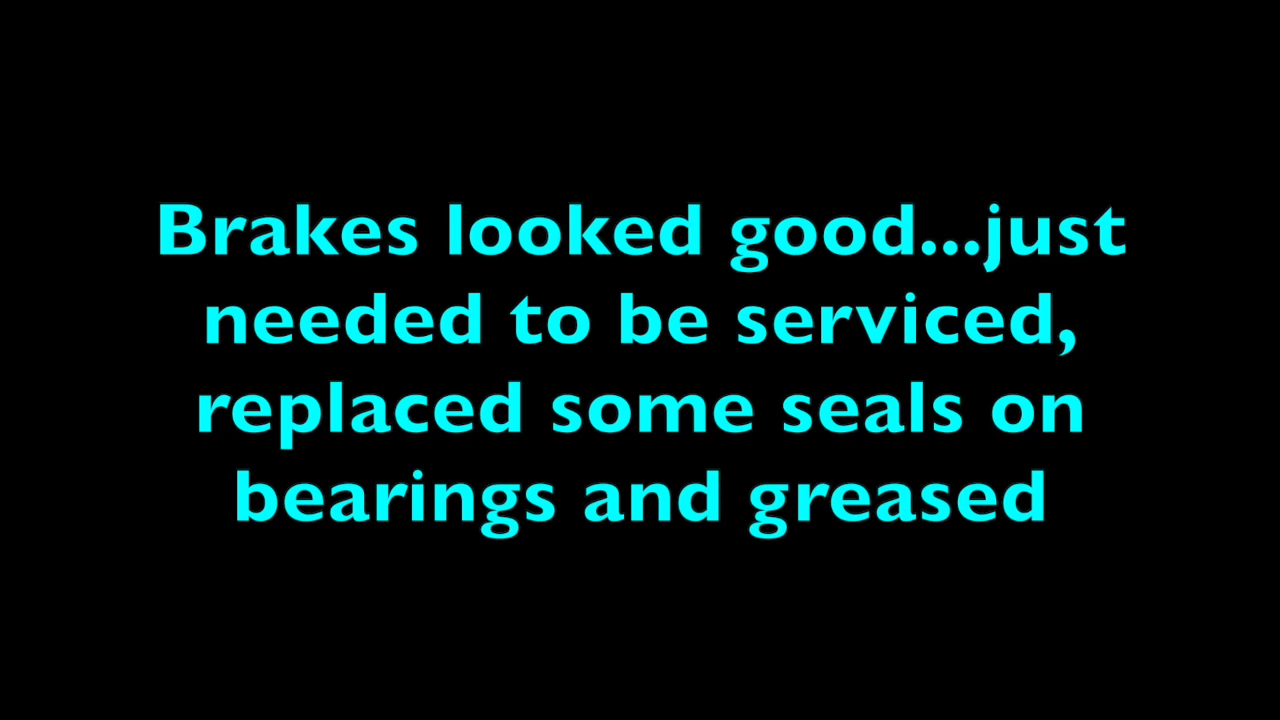 Brakes looked good...just
needed to be serviced,
replaced some seals on
bearings and greased